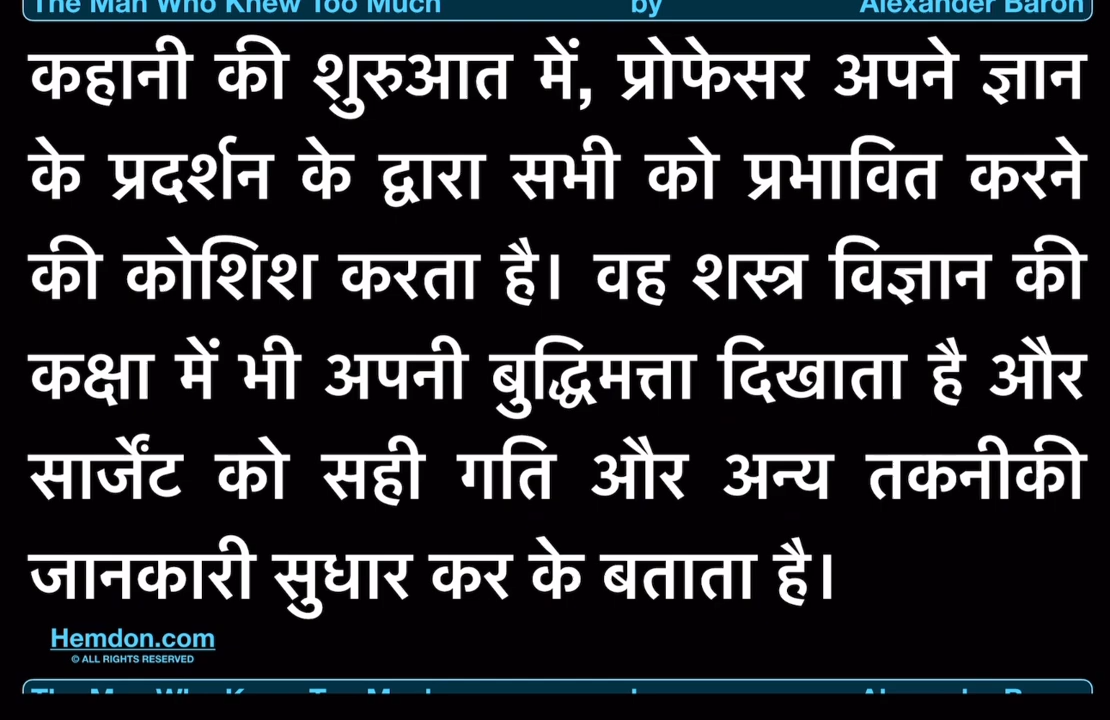 The Man Who Knew Too Much by Alexander Baron
कहानी की शुरुआत में, प्रोफेसर अपने ज्ञान
के प्रदर्शन के द्वारा सभी को प्रभावित करने
की कोशिश करता है। वह शस्त्र विज्ञान की
कक्षा में भी अपनी बुद्धिमत्ता दिखाता है और
सार्जेंट को सही गति और अन्य तकनीकी
जानकारी सुधार कर के बताता है।
Hemdon.com
© ALL RIGHTS RESERVED